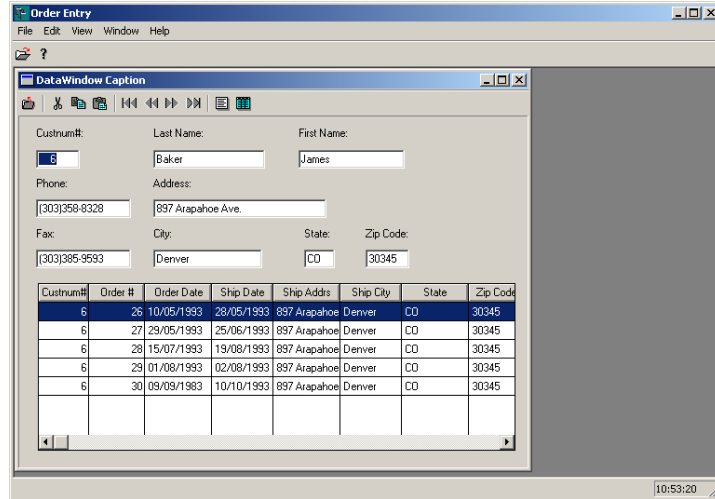 Order Entry
File Edit View Window Help
?
DataWindow Caption
Custnum#: Last Name: First Name:
6 Baker James
Phone: Address:
(303)358-8328 897 Arapahoe Ave.
Fax: City: State: Zip Code:
(303)385-9593 Denver CO 30345
Custnum# Order # Order Date Ship Date Ship Addrs Ship City State Zip Code
6 26 10/05/1993 28/05/1993 897 Arapahoe Denver CO 30345
6 27 29/05/1993 25/06/1993 897 Arapahoe Denver CO 30345
6 28 15/07/1993 19/08/1993 897 Arapahoe Denver CO 30345
6 29 01/08/1993 02/08/1993 897 Arapahoe Denver CO 30345
6 30 09/09/1983 10/10/1993 897 Arapahoe Denver CO 30345
10:53:20